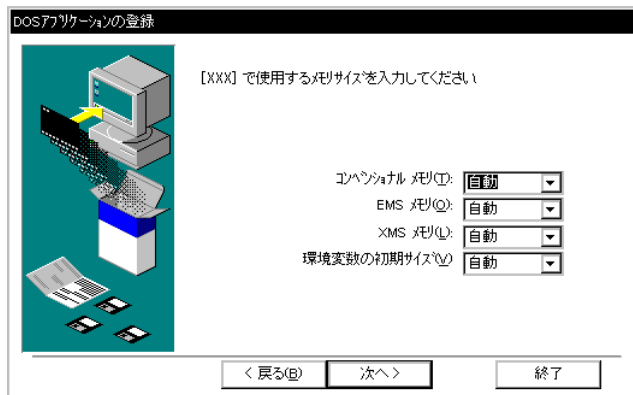 DOSｱﾌﾟﾘｹｰｼｮﾝの登録
[XXX] で使用するﾒﾓﾘｻｲｽﾞを入力してください
ｺﾝﾍﾞﾝｼｮﾅﾙ ﾒﾓﾘ(T): 自動
EMS ﾒﾓﾘ(O): 自動
XMS ﾒﾓﾘ(L): 自動
環境変数の初期ｻｲｽﾞ(V) 自動
< 戻る(B) 次へ > 終了